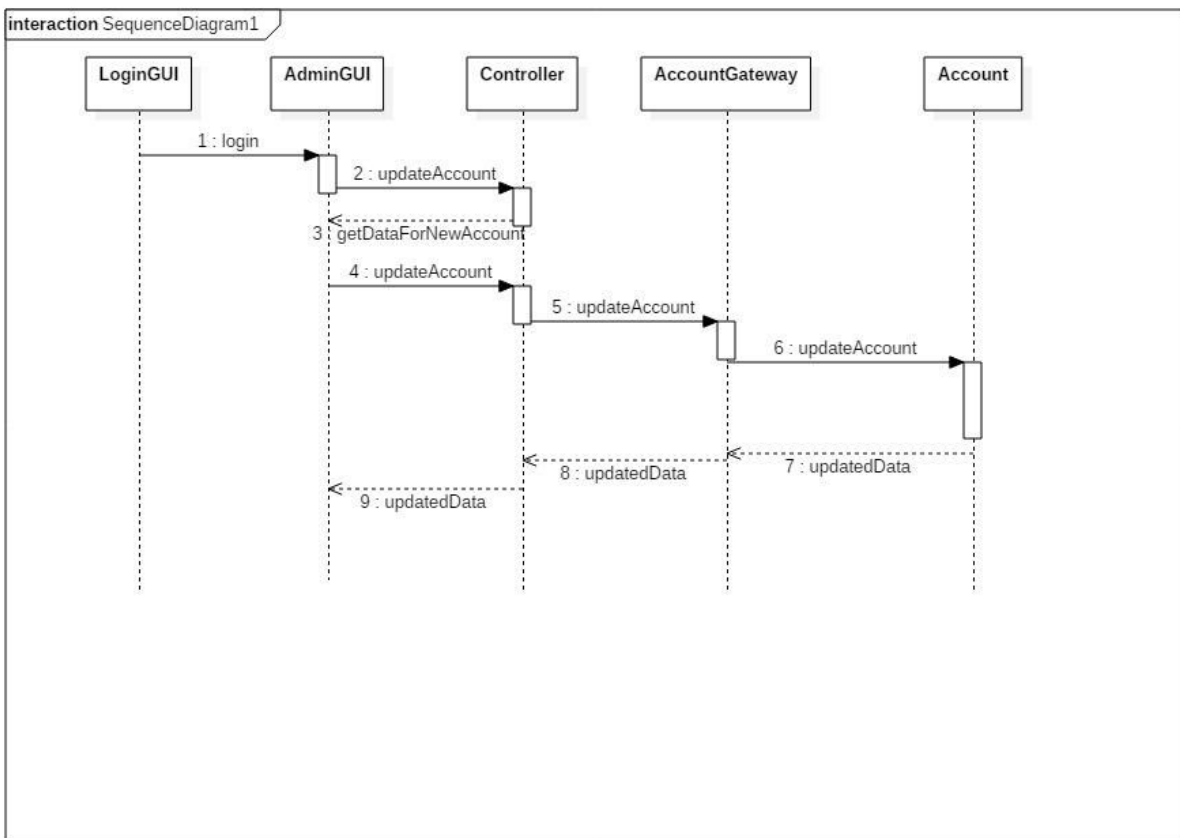 interaction SequenceDiagram1
LoginGUI
AdminGUI
Controller
AccountGateway
Account
1 : login
2 : updateAccount
3 : getDataForNewAccount
4 : updateAccount
5 : updateAccount
6 : updateAccount
7 : updatedData
8 : updatedData
9 : updatedData